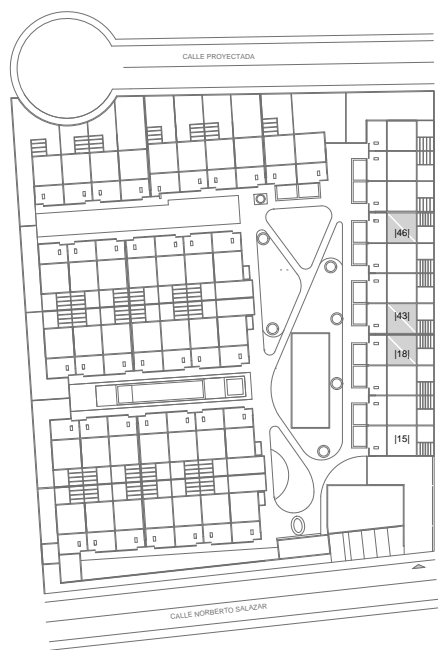 CALLE PROYECTADA
|46|
|43|
|18|
|15|
CALLE NORBERTO SALAZAR